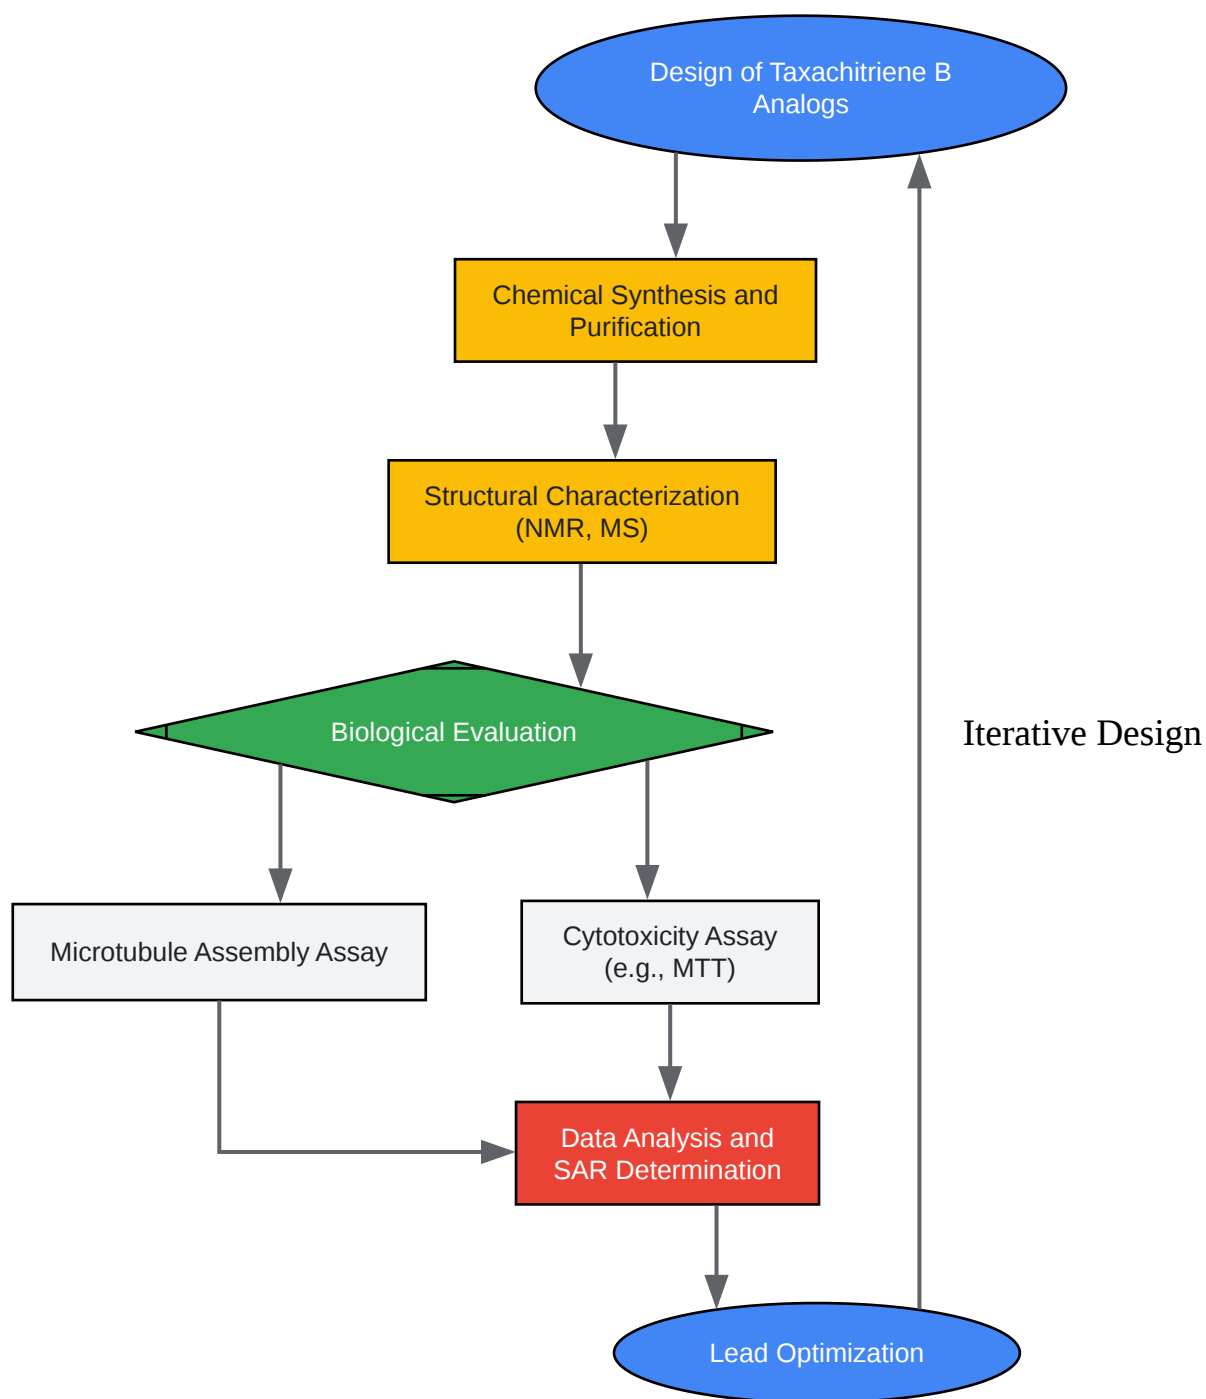 Design of Taxachitriene B
Analogs
Chemical Synthesis and
Purification
Structural Characterization
(NMR, MS)
Biological Evaluation
Iterative Design
Microtubule Assembly Assay
Cytotoxicity Assay
(e.g., MTT)
Data Analysis and
SAR Determination
Lead Optimization